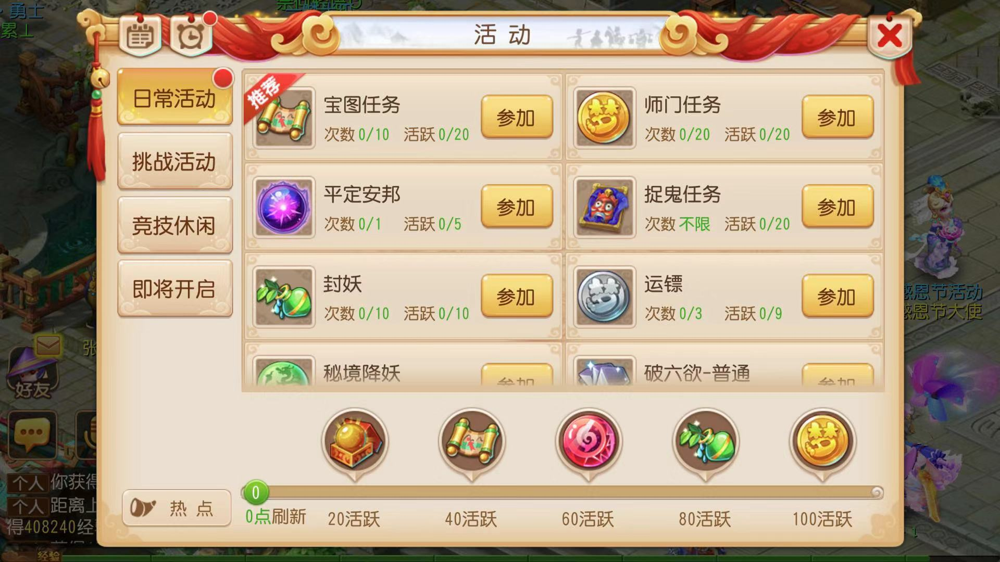 勇士
累
活动
日常活动
挑战活动
竞技休闲
即将开启
推荐
宝图任务
次数 0/10 活跃 0/20
参加
师门任务
次数 0/20 活跃 0/20
参加
平定安邦
次数 0/1 活跃 0/5
参加
捉鬼任务
次数 不限 活跃 0/20
参加
封妖
次数 0/10 活跃 0/10
参加
运镖
次数 0/3 活跃 0/9
参加
秘境降妖
参加
破六欲-普通
参加
感恩节活动
感恩节大使
张
好友
个人 你获得
个人 距离上
得408240经
经验
热点
0
0点刷新
20活跃
40活跃
60活跃
80活跃
100活跃
1